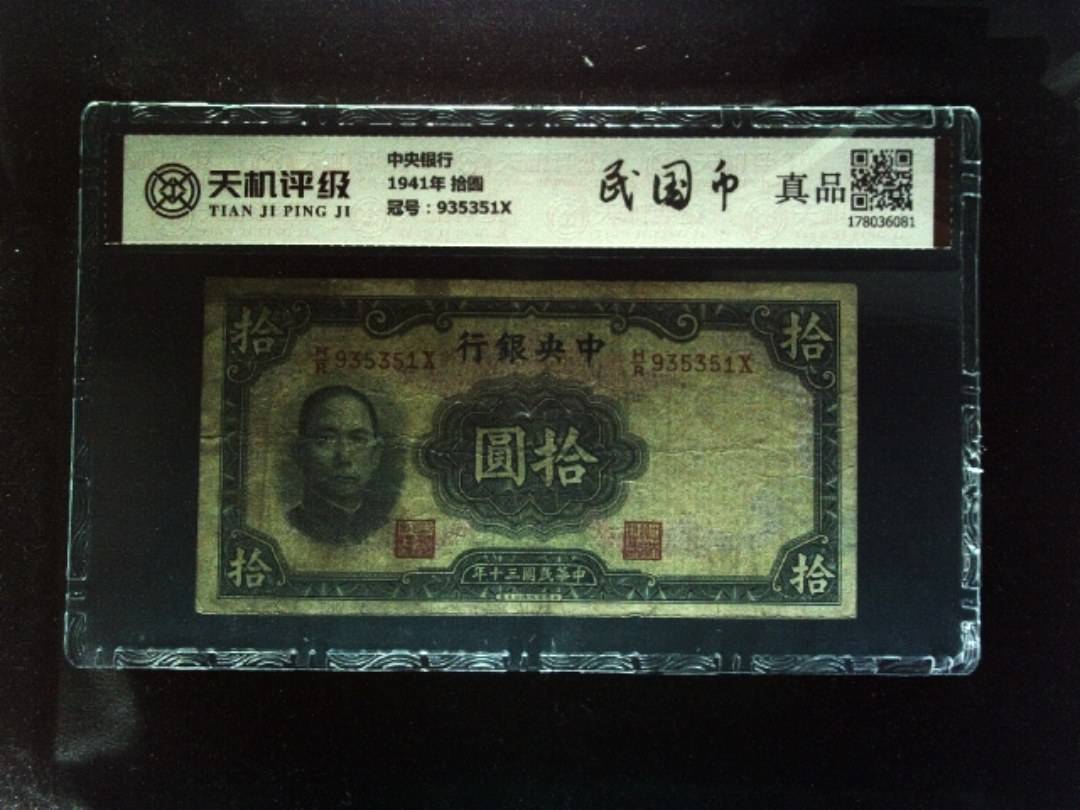 天机评级
TIAN JI PING JI
中央银行
1941年 拾圆
冠号：935351X
民国币
真品
178036081
拾
拾
行銀央中
H/R 935351X
H/R 935351X
圓拾
拾
拾
年十三國民華中